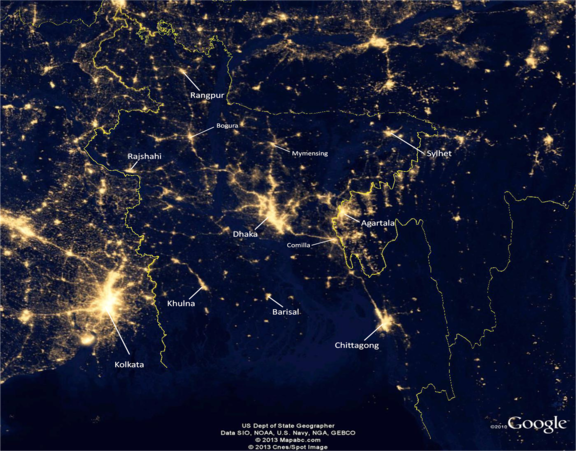 Rangpur
Bogura
Mymensing
Sylhet
Rajshahi
Agartala
Dhaka
Comilla
Khulna
Barisal
Chittagong
Kolkata
US Dept of State Geographer
Data SIO, NOAA, U.S. Navy, NGA, GEBCO
© 2013 Mapabc.com
© 2013 Cnes/Spot Image
Google